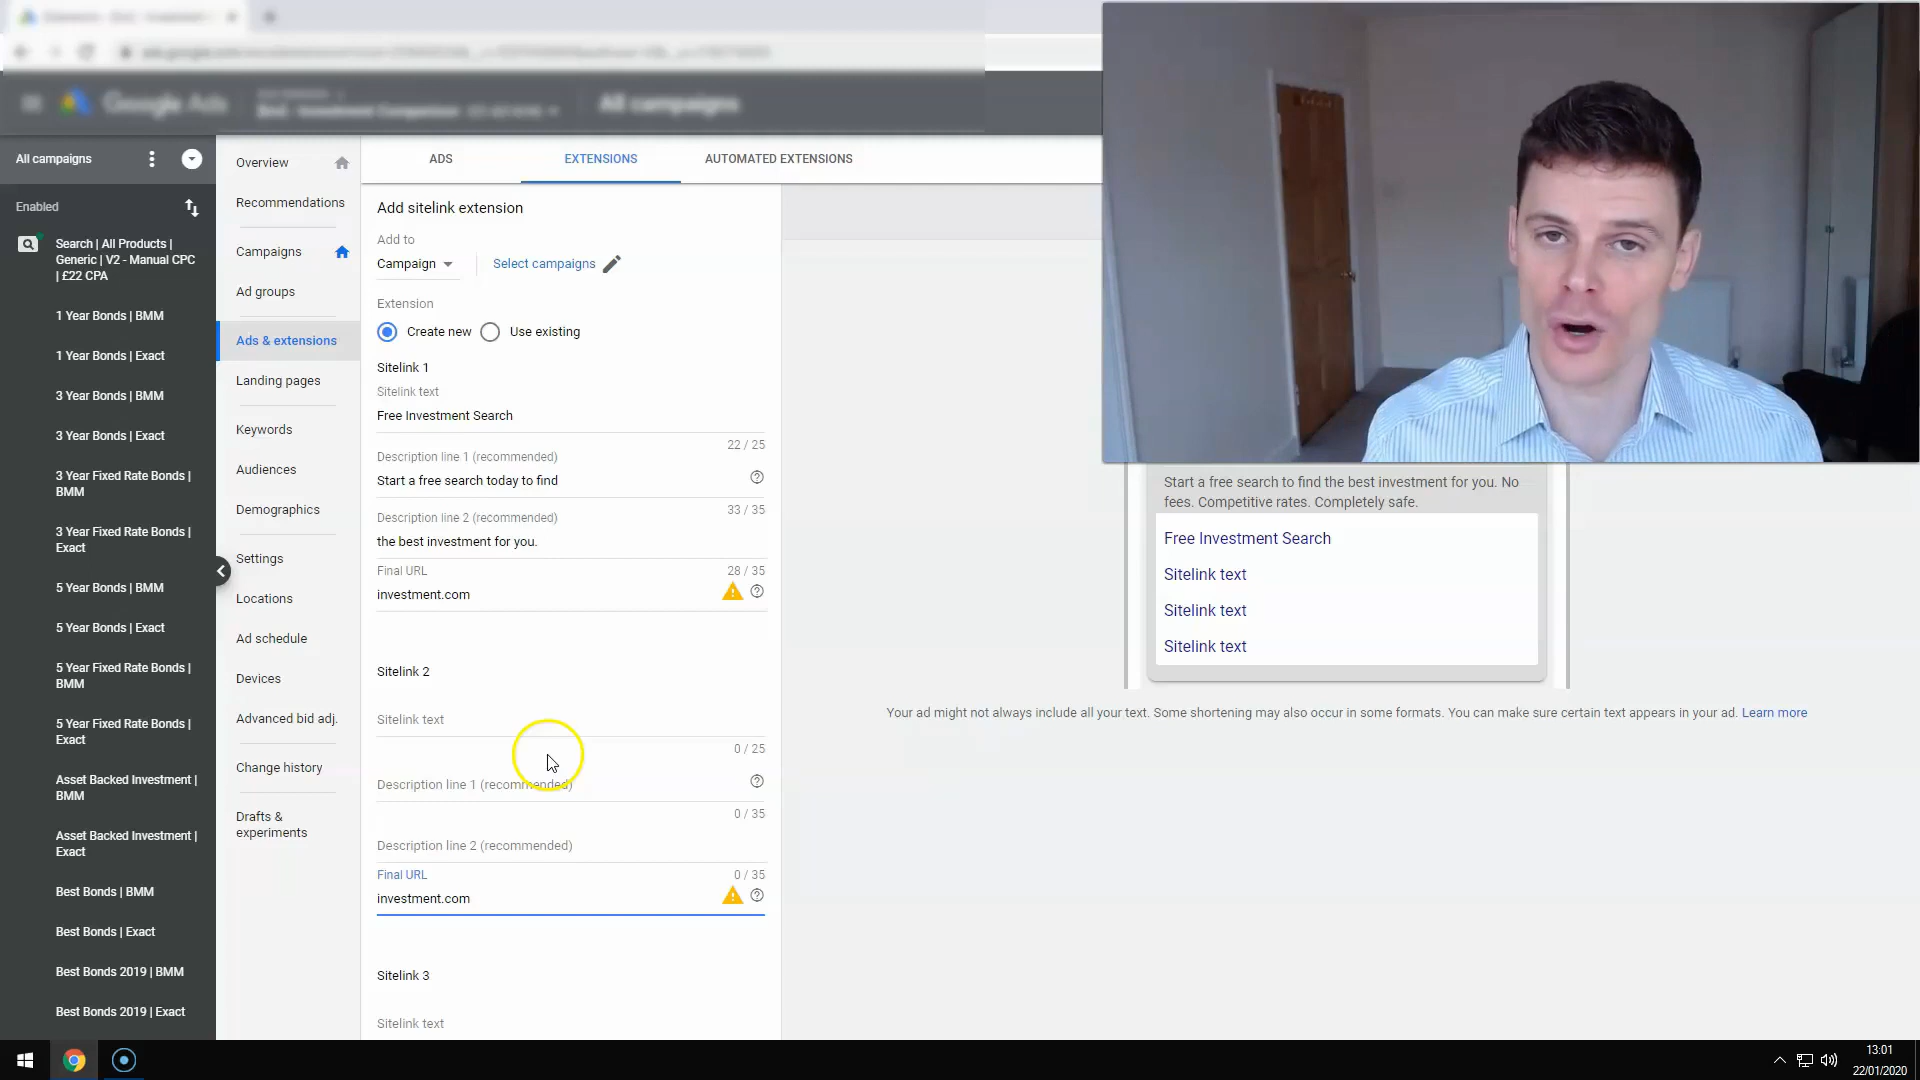 Google Ads
All campaigns
All campaigns
Enabled
Search | All Products |
Generic | V2 - Manual CPC
| £22 CPA
1 Year Bonds | BMM
1 Year Bonds | Exact
3 Year Bonds | BMM
3 Year Bonds | Exact
3 Year Fixed Rate Bonds |
BMM
3 Year Fixed Rate Bonds |
Exact
5 Year Bonds | BMM
5 Year Bonds | Exact
5 Year Fixed Rate Bonds |
BMM
5 Year Fixed Rate Bonds |
Exact
Asset Backed Investment |
BMM
Asset Backed Investment |
Exact
Best Bonds | BMM
Best Bonds | Exact
Best Bonds 2019 | BMM
Best Bonds 2019 | Exact
Overview
Recommendations
Campaigns
Ad groups
Ads & extensions
Landing pages
Keywords
Audiences
Demographics
Settings
Locations
Ad schedule
Devices
Advanced bid adj.
Change history
Drafts &
experiments
ADS
EXTENSIONS
AUTOMATED EXTENSIONS
Add sitelink extension
Add to
Campaign
Select campaigns
Extension
Create new
Use existing
Sitelink 1
Sitelink text
Free Investment Search
22 / 25
Description line 1 (recommended)
Start a free search today to find
33 / 35
Description line 2 (recommended)
the best investment for you.
28 / 35
Final URL
investment.com
Sitelink 2
Sitelink text
0 / 25
Description line 1 (recommended)
0 / 35
Description line 2 (recommended)
0 / 35
Final URL
investment.com
Sitelink 3
Sitelink text
Start a free search to find the best investment for you. No
fees. Competitive rates. Completely safe.
Free Investment Search
Sitelink text
Sitelink text
Sitelink text
Your ad might not always include all your text. Some shortening may also occur in some formats. You can make sure certain text appears in your ad. Learn more
13:01
22/01/2020